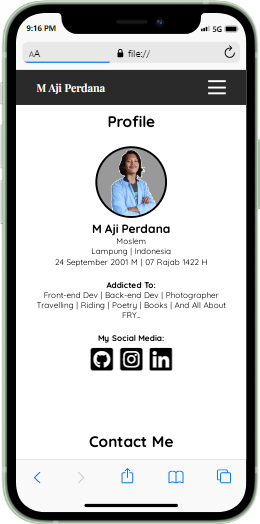 9:16 PM
5G
AA
file://
M Aji Perdana
Profile
M Aji Perdana
Moslem
Lampung | Indonesia
24 September 2001 M | 07 Rajab 1422 H
Addicted To:
Front-end Dev | Back-end Dev | Photographer
Travelling | Riding | Poetry | Books | And All About
FRY..
My Social Media:
in
Contact Me